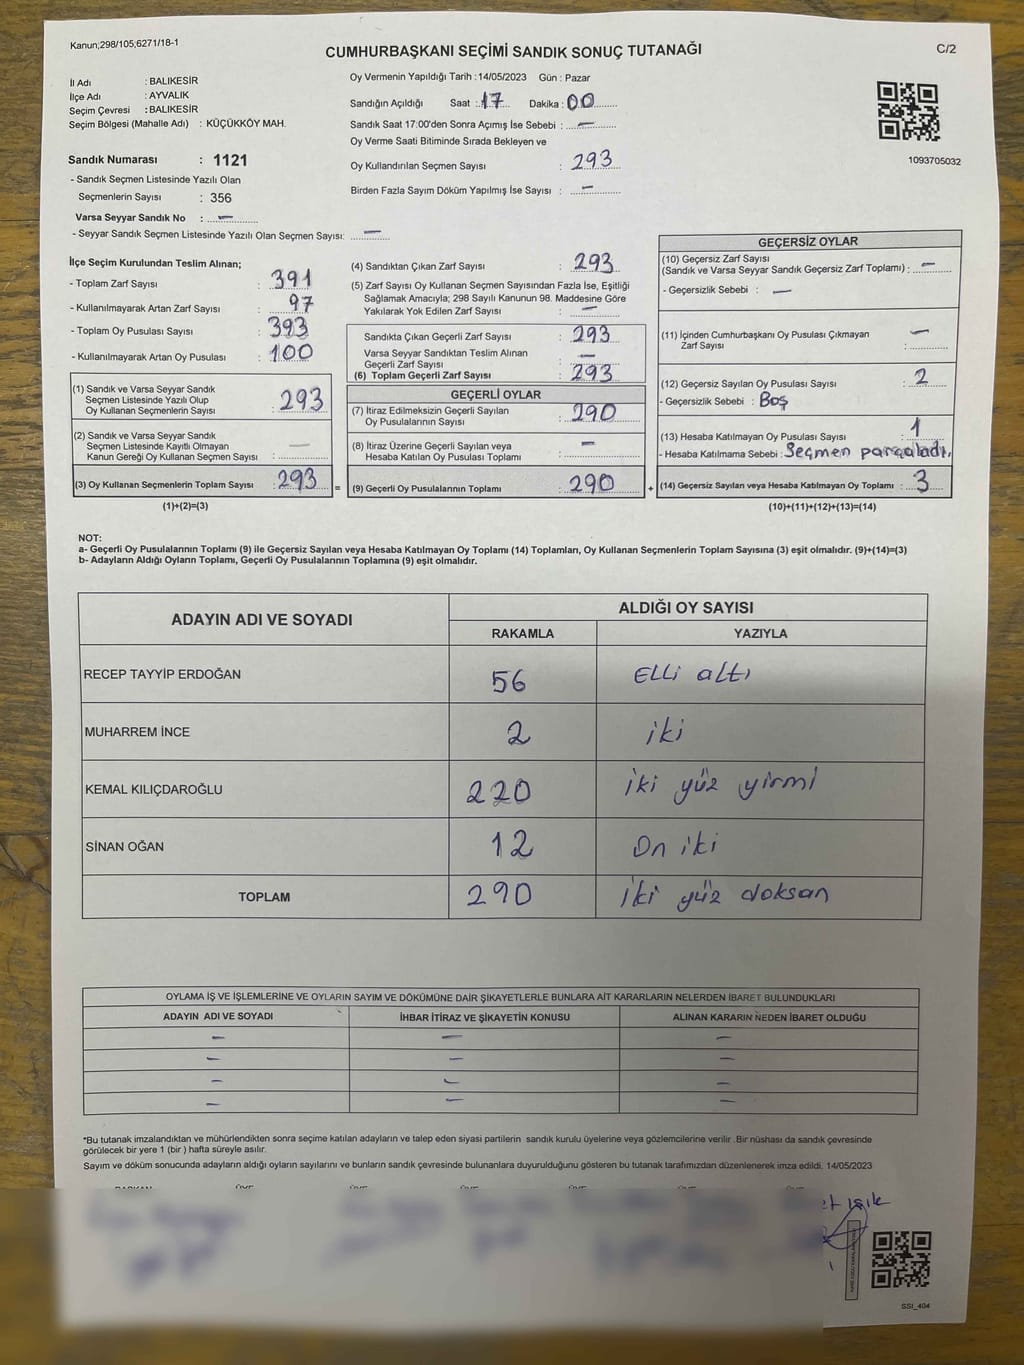 Kanun;298/105;6271/18-1
CUMHURBAŞKANI SEÇİMİ SANDIK SONUÇ TUTANAĞI
C/2
İl Adı : BALIKESİR
İlçe Adı : AYVALIK
Seçim Çevresi : BALIKESİR
Seçim Bölgesi (Mahalle Adı) : KÜÇÜKKÖY MAH.
Sandık Numarası : 1121
- Sandık Seçmen Listesinde Yazılı Olan
Seçmenlerin Sayısı : 356
Varsa Seyyar Sandık No : —
- Seyyar Sandık Seçmen Listesinde Yazılı Olan Seçmen Sayısı: —
Oy Vermenin Yapıldığı Tarih : 14/05/2023 Gün : Pazar
Sandığın Açıldığı Saat : 17 Dakika : 00
Sandık Saat 17:00'den Sonra Açımış İse Sebebi : —
Oy Verme Saati Bitiminde Sırada Bekleyen ve
Oy Kullandırılan Seçmen Sayısı : 293
Birden Fazla Sayım Döküm Yapılmış İse Sayısı : —
1093705032
İlçe Seçim Kurulundan Teslim Alınan;
- Toplam Zarf Sayısı : 391
- Kullanılmayarak Artan Zarf Sayısı : 97
- Toplam Oy Pusulası Sayısı : 393
- Kullanılmayarak Artan Oy Pusulası : 100
(1) Sandık ve Varsa Seyyar Sandık
Seçmen Listesinde Yazılı Olup
Oy Kullanan Seçmenlerin Sayısı : 293
(2) Sandık ve Varsa Seyyar Sandık
Seçmen Listesinde Kayıtlı Olmayan
Kanun Gereği Oy Kullanan Seçmen Sayısı : —
(3) Oy Kullanan Seçmenlerin Toplam Sayısı : 293 =
(1)+(2)=(3)
(4) Sandıktan Çıkan Zarf Sayısı : 293
(5) Zarf Sayısı Oy Kullanan Seçmen Sayısından Fazla İse, Eşitliği
Sağlamak Amacıyla; 298 Sayılı Kanunun 98. Maddesine Göre
Yakılarak Yok Edilen Zarf Sayısı : —
Sandıkta Çıkan Geçerli Zarf Sayısı : 293
Varsa Seyyar Sandıktan Teslim Alınan
Geçerli Zarf Sayısı : —
(6) Toplam Geçerli Zarf Sayısı : 293
GEÇERLİ OYLAR
(7) İtiraz Edilmeksizin Geçerli Sayılan
Oy Pusulasının Sayısı : 290
(8) İtiraz Üzerine Geçerli Sayılan veya
Hesaba Katılan Oy Pusulası Toplamı : —
(9) Geçerli Oy Pusulalarının Toplamı : 290 +
GEÇERSİZ OYLAR
(10) Geçersiz Zarf Sayısı
(Sandık ve Varsa Seyyar Sandık Geçersiz Zarf Toplamı) : —
- Geçersizlik Sebebi : —
(11) İçinden Cumhurbaşkanı Oy Pusulası Çıkmayan
Zarf Sayısı : —
(12) Geçersiz Sayılan Oy Pusulası Sayısı : 2
- Geçersizlik Sebebi : Boş
(13) Hesaba Katılmayan Oy Pusulası Sayısı : 1
- Hesaba Katılmama Sebebi : Seçmen parçaladı.
(14) Geçersiz Sayılan veya Hesaba Katılmayan Oy Toplamı : 3
(10)+(11)+(12)+(13)=(14)
NOT:
a- Geçerli Oy Pusulalarının Toplamı (9) ile Geçersiz Sayılan veya Hesaba Katılmayan Oy Toplamı (14) Toplamları, Oy Kullanan Seçmenlerin Toplam Sayısına (3) eşit olmalıdır. (9)+(14)=(3)
b- Adayların Aldığı Oyların Toplamı, Geçerli Oy Pusulalarının Toplamına (9) eşit olmalıdır.
ADAYIN ADI VE SOYADI
ALDIĞI OY SAYISI
RAKAMLA YAZIYLA
RECEP TAYYİP ERDOĞAN 56 Elli altı
MUHARREM İNCE 2 iki
KEMAL KILIÇDAROĞLU 220 iki yüz yirmi
SİNAN OĞAN 12 On iki
TOPLAM 290 iki yüz doksan
OYLAMA İŞ VE İŞLEMLERİNE VE OYLARIN SAYIM VE DÖKÜMÜNE DAİR ŞİKAYETLERLE BUNLARA AİT KARARLARIN NELERDEN İBARET BULUNDUKLARI
ADAYIN ADI VE SOYADI İHBAR İTİRAZ VE ŞİKAYETİN KONUSU ALINAN KARARIN NEDEN İBARET OLDUĞU
— — —
— — —
— — —
— — —
*Bu tutanak imzalandıktan ve mühürlendikten sonra seçime katılan adayların ve talep eden siyasi partilerin sandık kurulu üyelerine veya gözlemcilerine verilir .Bir nüshası da sandık çevresinde
görülecek bir yere 1 (bir ) hafta süreyle asılır.
Sayım ve döküm sonucunda adayların aldığı oyların sayılarını ve bunların sandık çevresinde bulunanlara duyurulduğunu gösteren bu tutanak tarafımızdan düzenlenerek imza edildi. 14/05/2023
SSI_404